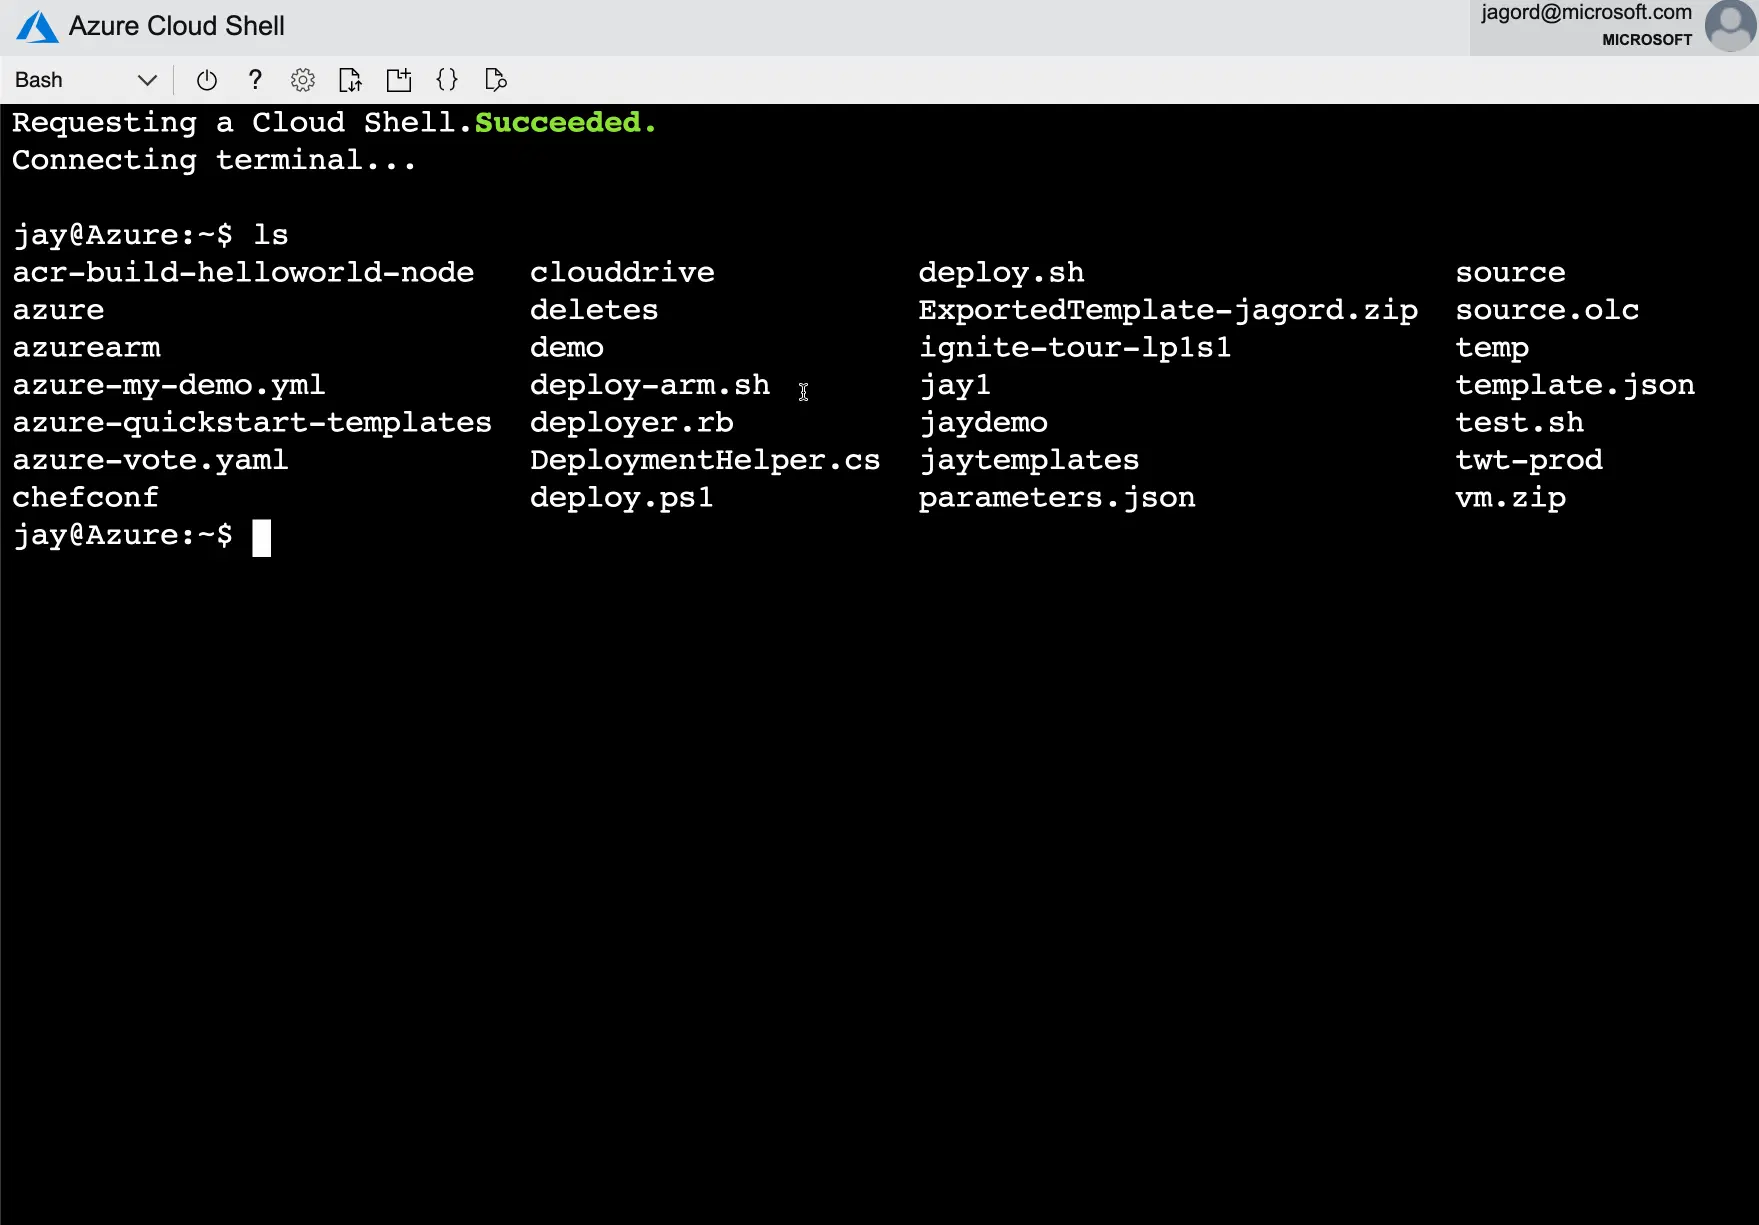 Azure Cloud Shell
jagord@microsoft.com
MICROSOFT
Bash
?
{}
Requesting a Cloud Shell.Succeeded.
Connecting terminal...
jay@Azure:~$ ls
acr-build-helloworld-node clouddrive deploy.sh source
azure deletes ExportedTemplate-jagord.zip source.olc
azurearm demo ignite-tour-lp1s1 temp
azure-my-demo.yml deploy-arm.sh jay1 template.json
azure-quickstart-templates deployer.rb jaydemo test.sh
azure-vote.yaml DeploymentHelper.cs jaytemplates twt-prod
chefconf deploy.ps1 parameters.json vm.zip
jay@Azure:~$